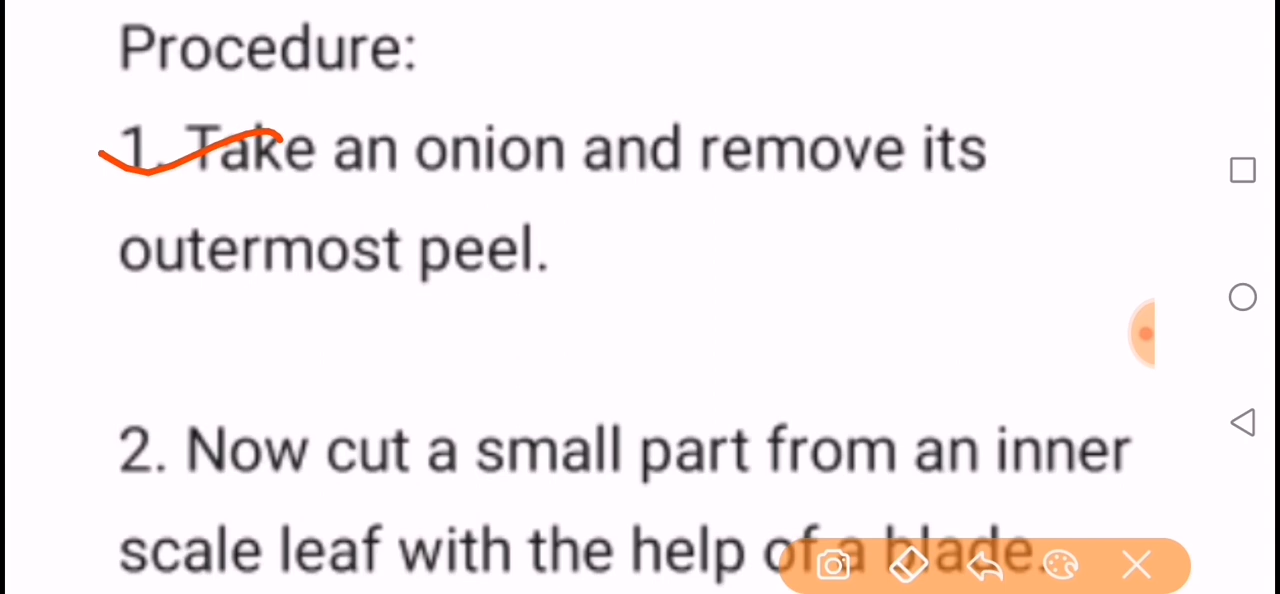 Procedure:
1. Take an onion and remove its
outermost peel.
2. Now cut a small part from an inner
scale leaf with the help of a blade.